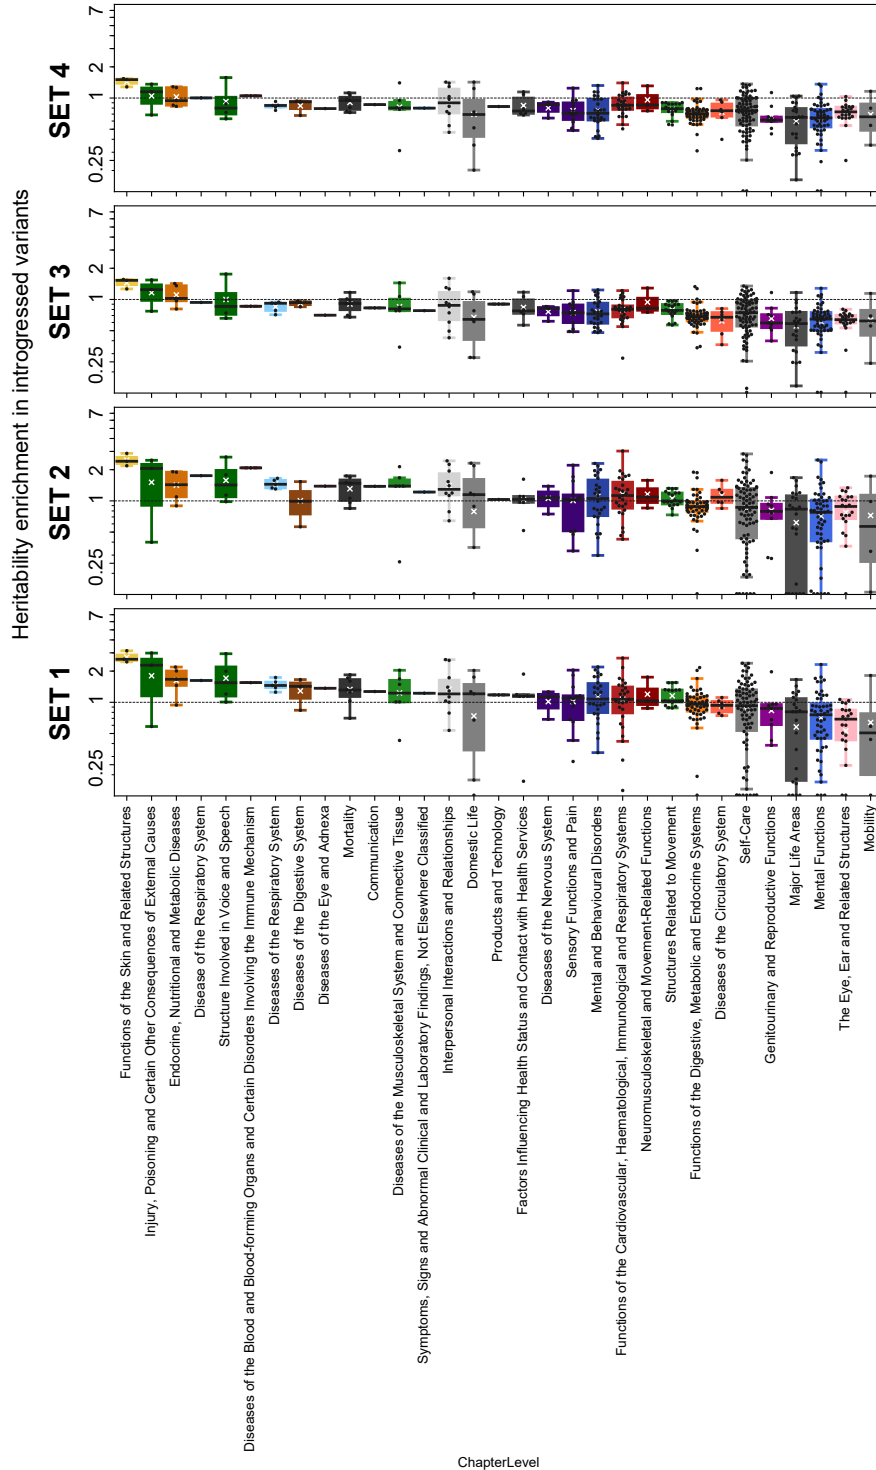 Heritability enrichment in introgressed variants
SET 4
7
2
1
0.25
SET 3
7
2
1
0.25
SET 2
7
2
1
0.25
SET 1
7
2
1
0.25
Functions of the Skin and Related Structures
Injury, Poisoning and Certain Other Consequences of External Causes
Endocrine, Nutritional and Metabolic Diseases
Disease of the Respiratory System
Structure Involved in Voice and Speech
Diseases of the Blood and Blood-forming Organs and Certain Disorders Involving the Immune Mechanism
Diseases of the Respiratory System
Diseases of the Digestive System
Diseases of the Eye and Adnexa
Mortality
Communication
Diseases of the Musculoskeletal System and Connective Tissue
Symptoms, Signs and Abnormal Clinical and Laboratory Findings, Not Elsewhere Classified
Interpersonal Interactions and Relationships
Domestic Life
Products and Technology
Factors Influencing Health Status and Contact with Health Services
Diseases of the Nervous System
Sensory Functions and Pain
Mental and Behavioural Disorders
Functions of the Cardiovascular, Haematological, Immunological and Respiratory Systems
Neuromusculoskeletal and Movement-Related Functions
Structures Related to Movement
Functions of the Digestive, Metabolic and Endocrine Systems
Diseases of the Circulatory System
Self-Care
Genitourinary and Reproductive Functions
Major Life Areas
Mental Functions
The Eye, Ear and Related Structures
Mobility
ChapterLevel